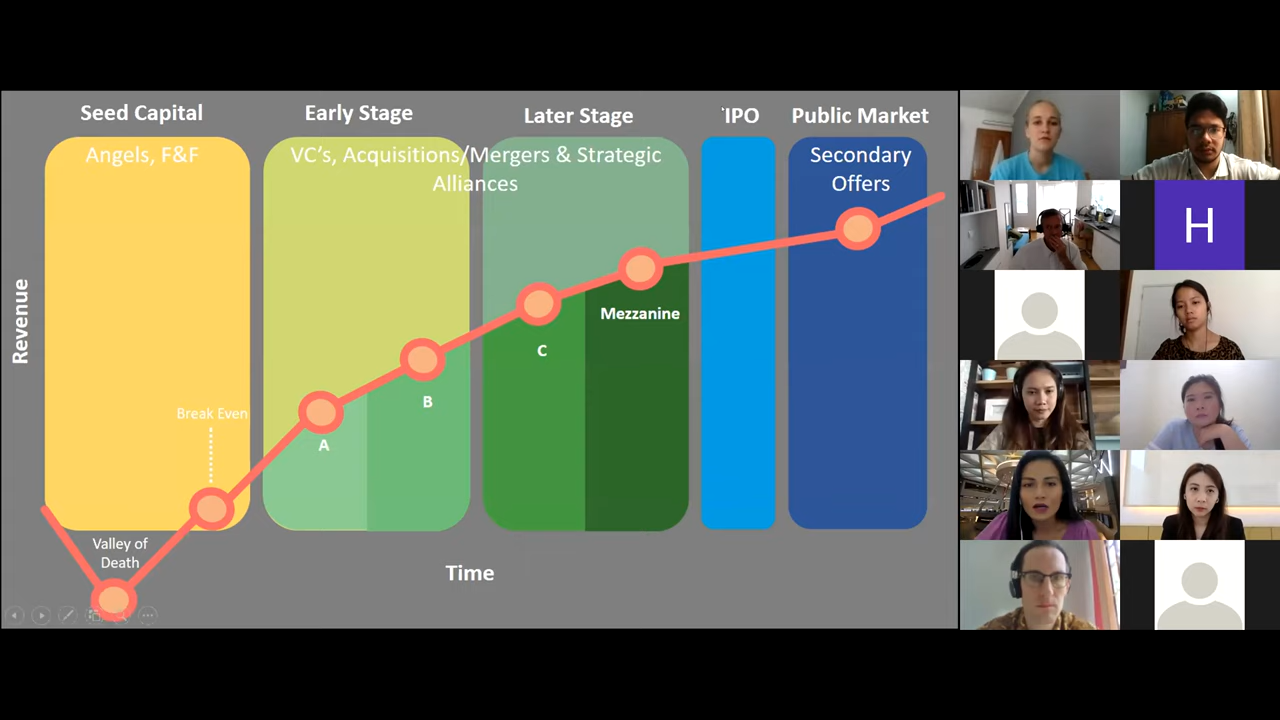 Seed Capital
Early Stage
Later Stage
IPO
Public Market
Angels, F&F
VC's, Acquisitions/Mergers & Strategic
Alliances
Secondary
Offers
Revenue
Mezzanine
C
B
A
Break Even
Valley of
Death
Time
H